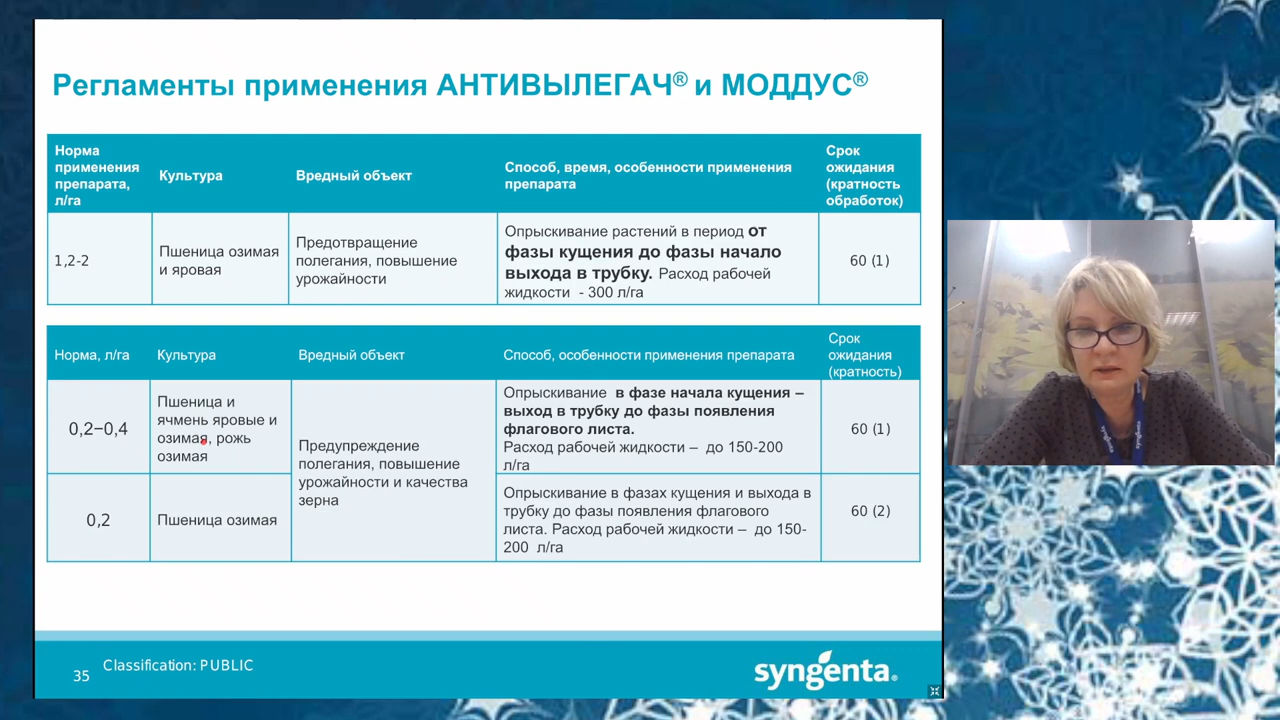 Регламенты применения АНТИВЫЛЕГАЧ® и МОДДУС®
Норма
применения
препарата,
л/га
Культура
Вредный объект
Способ, время, особенности применения
препарата
Срок
ожидания
(кратность
обработок)
1,2-2
Пшеница озимая
и яровая
Предотвращение
полегания, повышение
урожайности
Опрыскивание растений в период от
фазы кущения до фазы начало
выхода в трубку. Расход рабочей
жидкости - 300 л/га
60 (1)
Норма, л/га
Культура
Вредный объект
Способ, особенности применения препарата
Срок
ожидания
(кратность)
0,2–0,4
Пшеница и
ячмень яровые и
озимая, рожь
озимая
Предупреждение
полегания, повышение
урожайности и качества
зерна
Опрыскивание в фазе начала кущения –
выход в трубку до фазы появления
флагового листа.
Расход рабочей жидкости – до 150-200
л/га
60 (1)
0,2
Пшеница озимая
Опрыскивание в фазах кущения и выхода в
трубку до фазы появления флагового
листа. Расход рабочей жидкости – до 150-
200 л/га
60 (2)
35
Classification: PUBLIC
syngenta®
syngenta